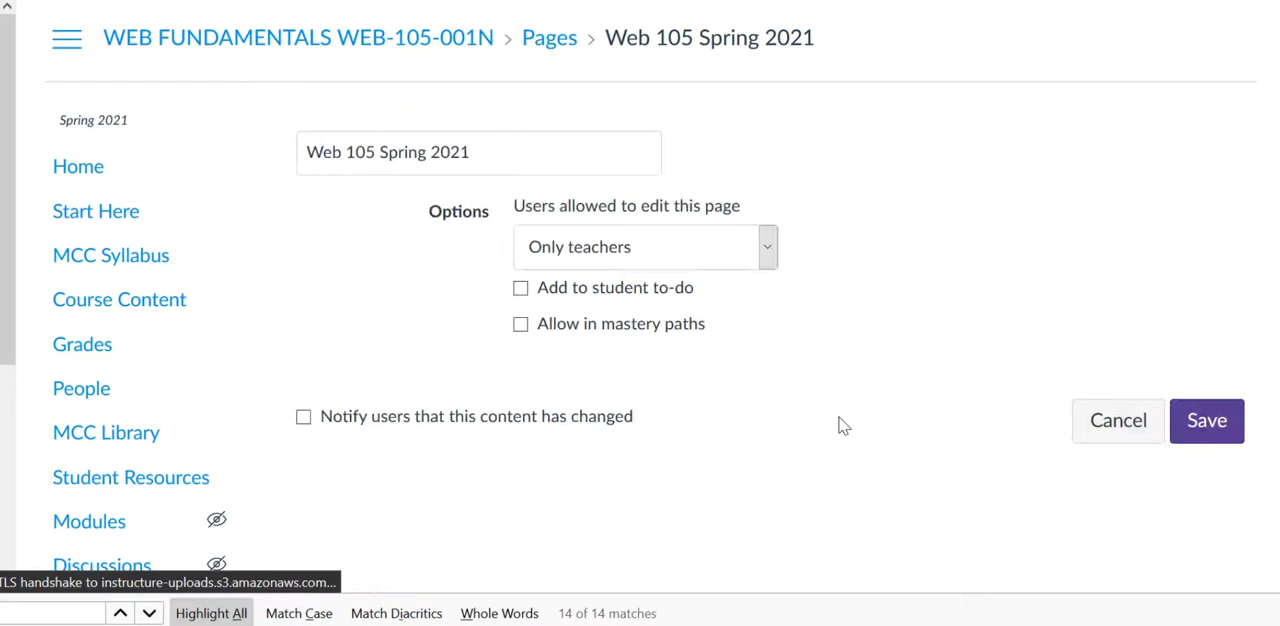 WEB FUNDAMENTALS WEB-105-001N > Pages > Web 105 Spring 2021
Spring 2021
Home
Start Here
MCC Syllabus
Course Content
Grades
People
MCC Library
Student Resources
Modules
Discussions
Web 105 Spring 2021
Options
Users allowed to edit this page
Only teachers
Add to student to-do
Allow in mastery paths
Notify users that this content has changed
Cancel Save
TLS handshake to instructure-uploads.s3.amazonaws.com...
Highlight All Match Case Match Diacritics Whole Words 14 of 14 matches